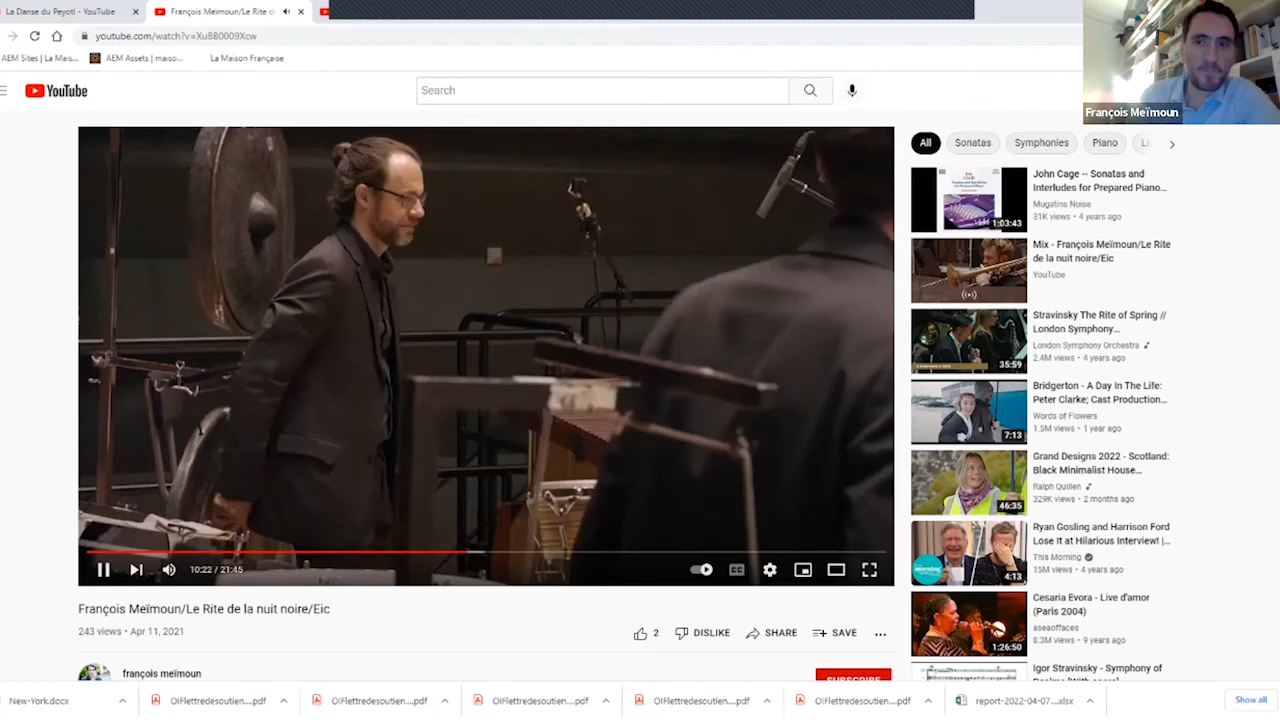 La Danse du Peyotl - YouTube
François Meïmoun/Le Rite d
youtube.com/watch?v=Xu8B0009Xcw
AEM Sites | La Mais...
AEM Assets | maiso...
La Maison Française
YouTube
Search
François Meïmoun
All
Sonatas
Symphonies
Piano
Li
John Cage -- Sonatas and
Interludes for Prepared Piano...
Mugatins Noise
31K views • 4 years ago
1:03:43
Mix - François Meïmoun/Le Rite
de la nuit noire/Eic
YouTube
Stravinsky The Rite of Spring //
London Symphony...
London Symphony Orchestra
2.4M views • 4 years ago
35:59
Bridgerton - A Day In The Life:
Peter Clarke; Cast Production...
Words of Flowers
1.5M views • 1 year ago
7:13
Grand Designs 2022 - Scotland:
Black Minimalist House...
Ralph Quillen
329K views • 2 months ago
46:35
Ryan Gosling and Harrison Ford
Lose It at Hilarious Interview! |...
This Morning
15M views • 4 years ago
4:13
Cesaria Evora - Live d'amor
(Paris 2004)
aseaoffaces
8.3M views • 9 years ago
1:26:50
Igor Stravinsky - Symphony of
10:22 / 21:45
CC
François Meïmoun/Le Rite de la nuit noire/Eic
243 views • Apr 11, 2021
2
DISLIKE
SHARE
SAVE
françois meïmoun
SUBSCRIBE
New-York.docx
OIFlettredesoutien....pdf
OIFlettredesoutien....pdf
OIFlettredesoutien....pdf
OIFlettredesoutien....pdf
OIFlettredesoutien....pdf
report-2022-04-07....xlsx
Show all